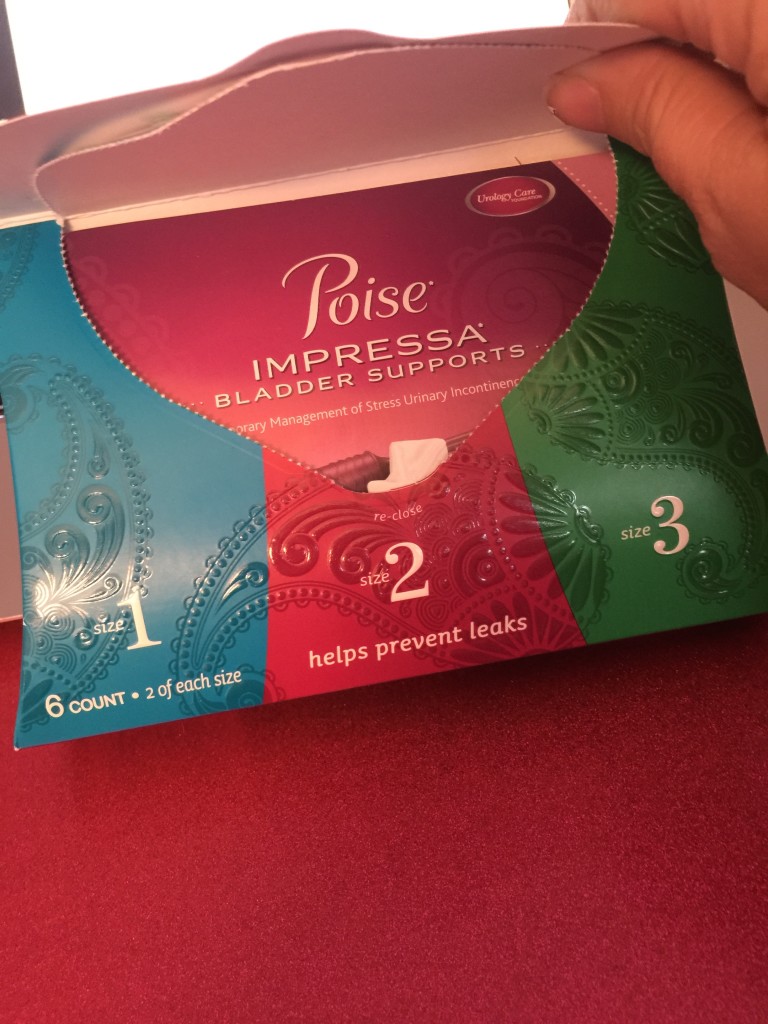 Urology Care
FOUNDATION
Poise
IMPRESSA
BLADDER SUPPORTS
Management of Stress Urinary
re-close
size 1
size 2
size 3
helps prevent leaks
6 COUNT • 2 of each size